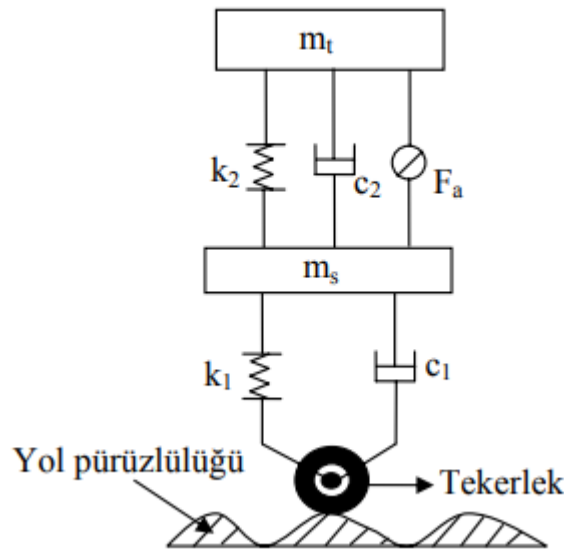 mₜ
k₂
c₂
Fₐ
mₛ
k₁
c₁
Yol pürüzlülüğü
Tekerlek